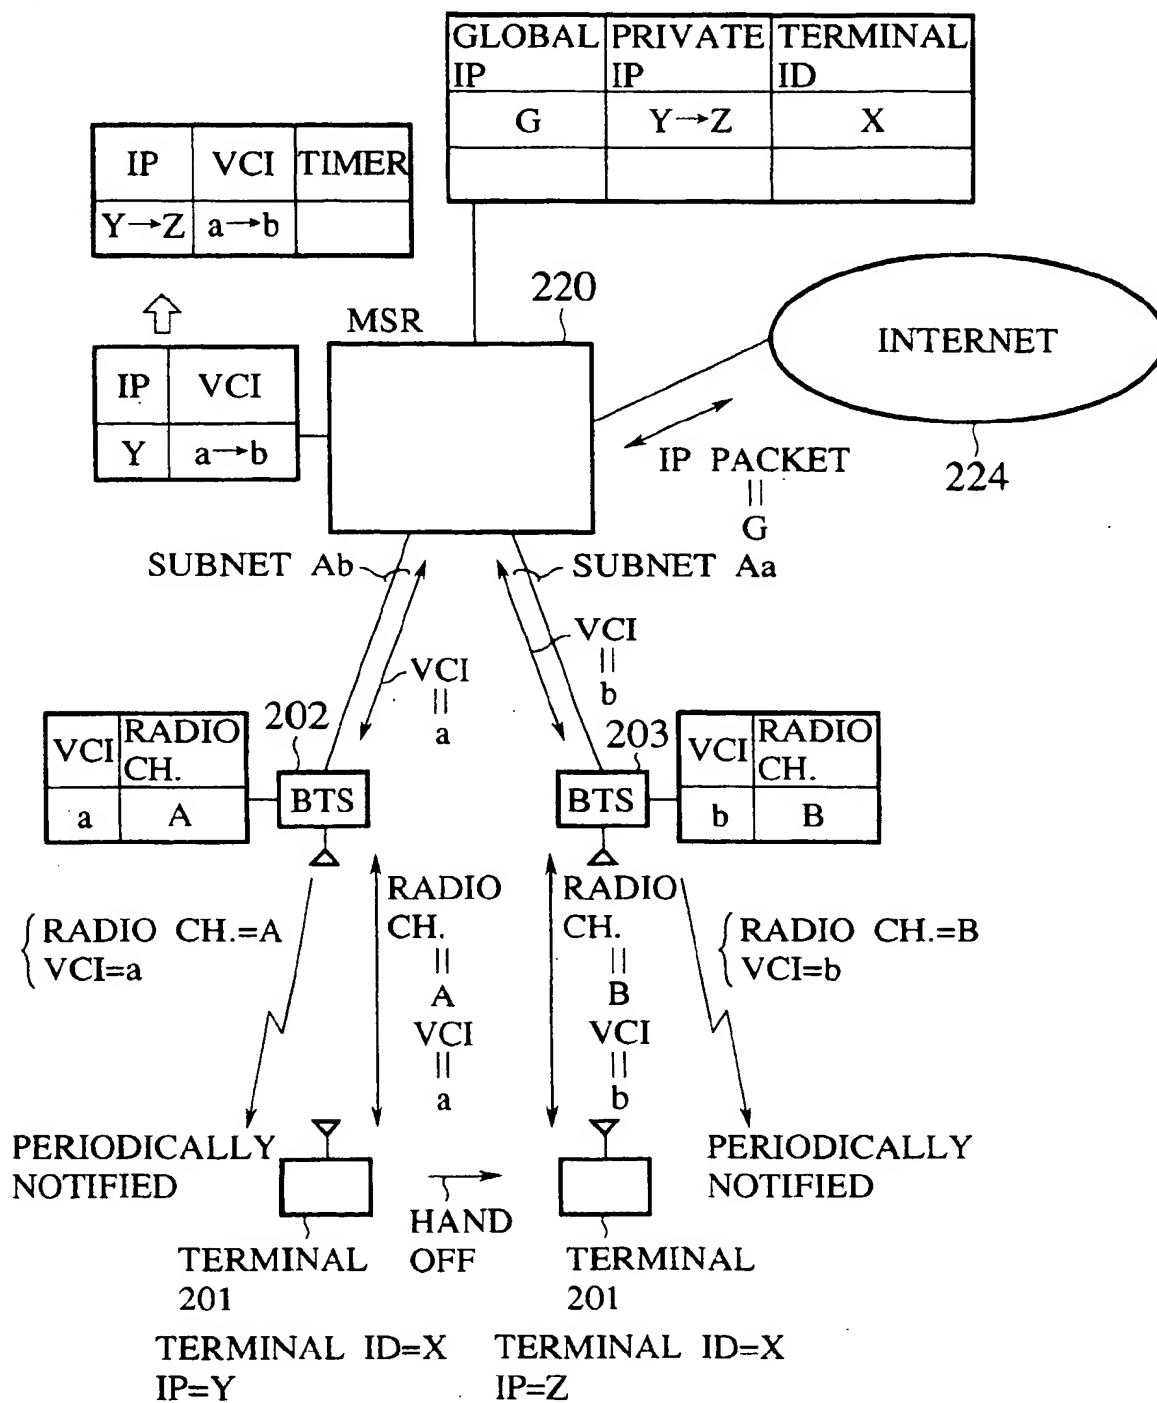 GLOBAL IP PRIVATE IP TERMINAL ID
G Y→Z X
IP VCI TIMER
Y→Z a→b
220
MSR
INTERNET
IP VCI
Y a→b
IP PACKET
||
G
224
SUBNET Ab
SUBNET Aa
VCI
||
b
VCI
||
a
202
203
VCI RADIO CH.
a A
BTS
BTS
VCI RADIO CH.
b B
RADIO CH.=A
VCI=a
RADIO
CH.
||
A
VCI
||
a
RADIO
CH.
||
B
VCI
||
b
RADIO CH.=B
VCI=b
PERIODICALLY
NOTIFIED
PERIODICALLY
NOTIFIED
HAND
OFF
TERMINAL
201
TERMINAL
201
TERMINAL ID=X
IP=Y
TERMINAL ID=X
IP=Z